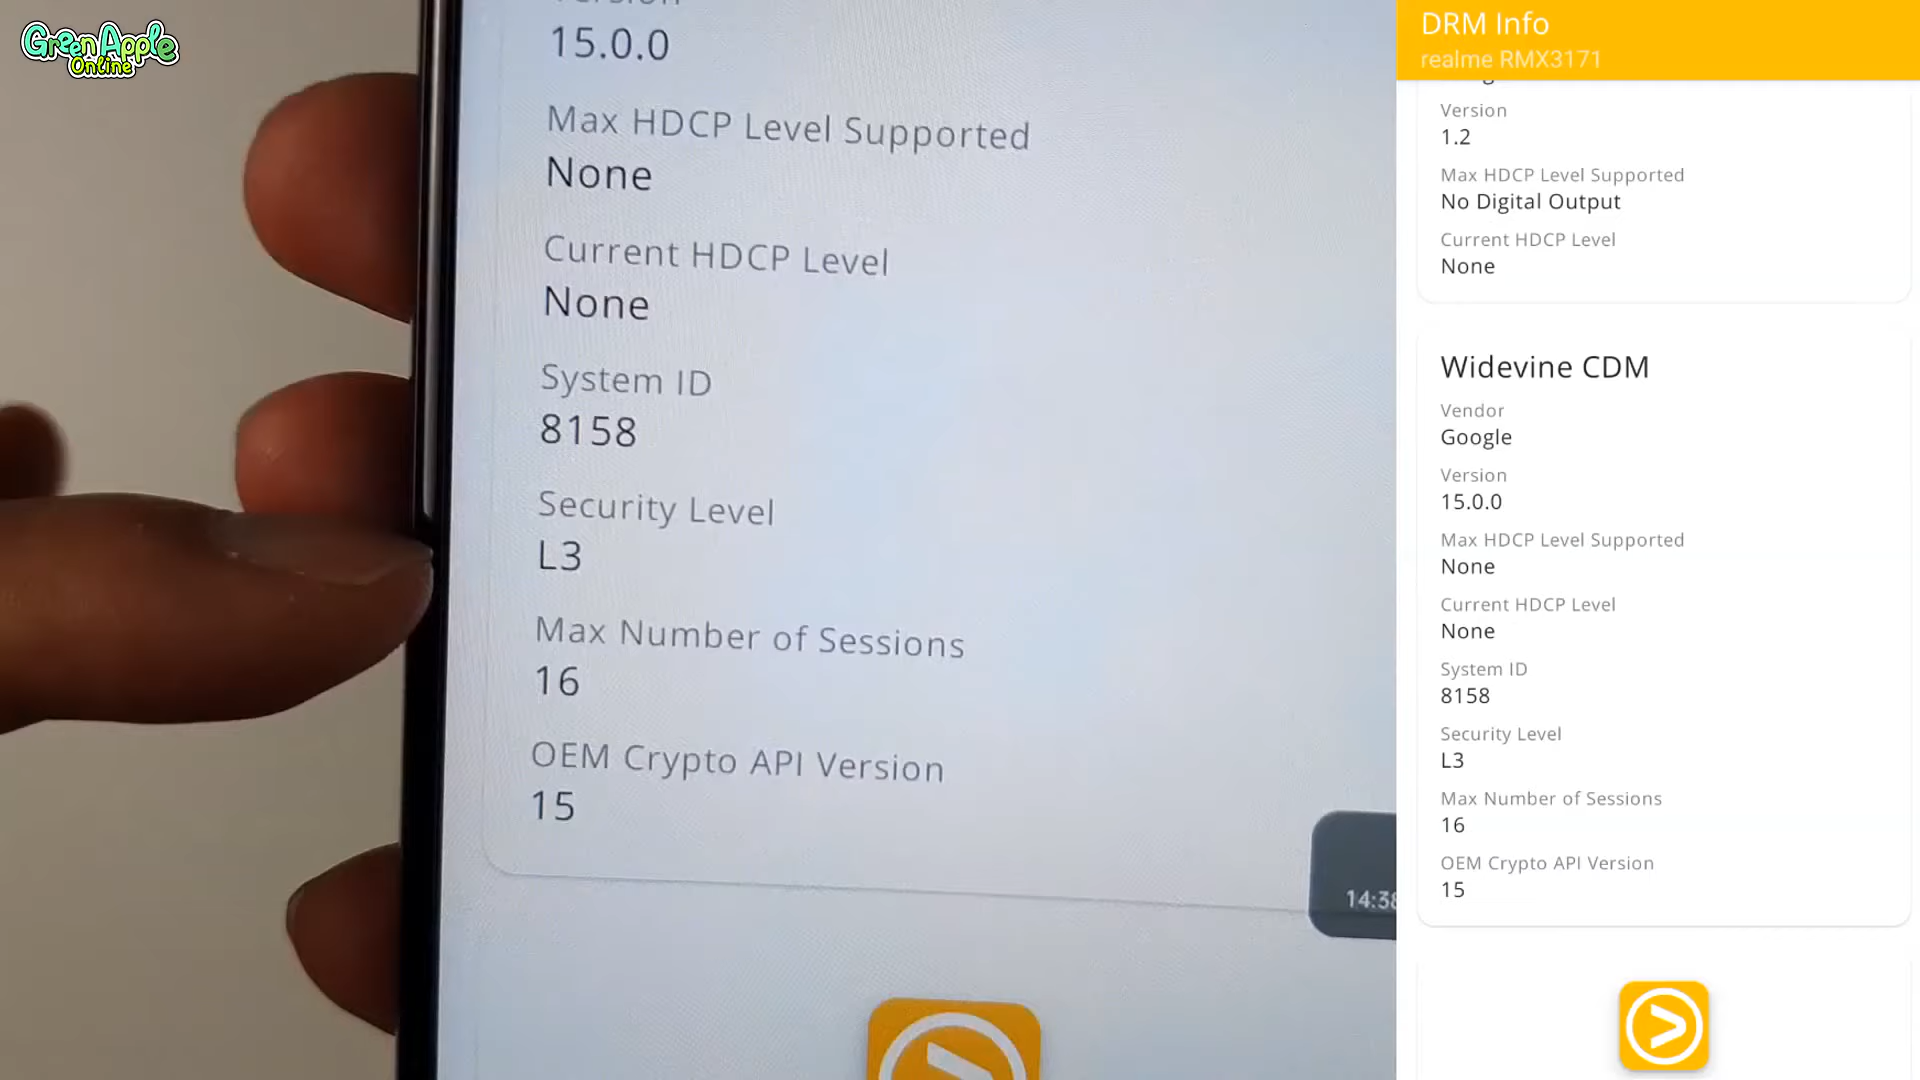 Green Apple
Online
15.0.0
Max HDCP Level Supported
None
Current HDCP Level
None
System ID
8158
Security Level
L3
Max Number of Sessions
16
OEM Crypto API Version
15
DRM Info
realme RMX3171
Version
1.2
Max HDCP Level Supported
No Digital Output
Current HDCP Level
None
Widevine CDM
Vendor
Google
Version
15.0.0
Max HDCP Level Supported
None
Current HDCP Level
None
System ID
8158
Security Level
L3
Max Number of Sessions
16
OEM Crypto API Version
15